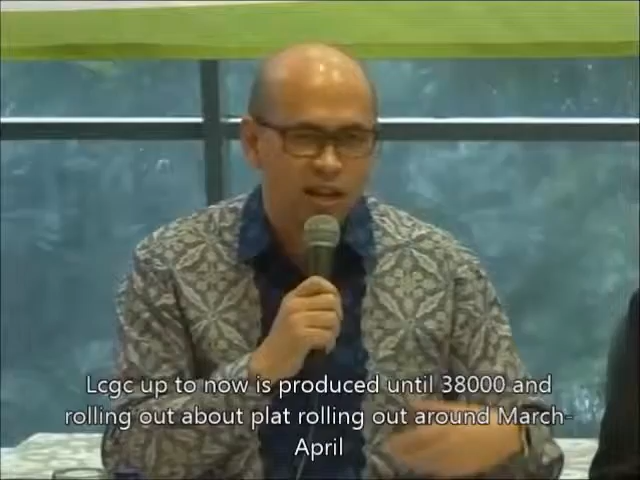 Lcgc up to now is produced until 38000 and
rolling out about plat rolling out around March-
April